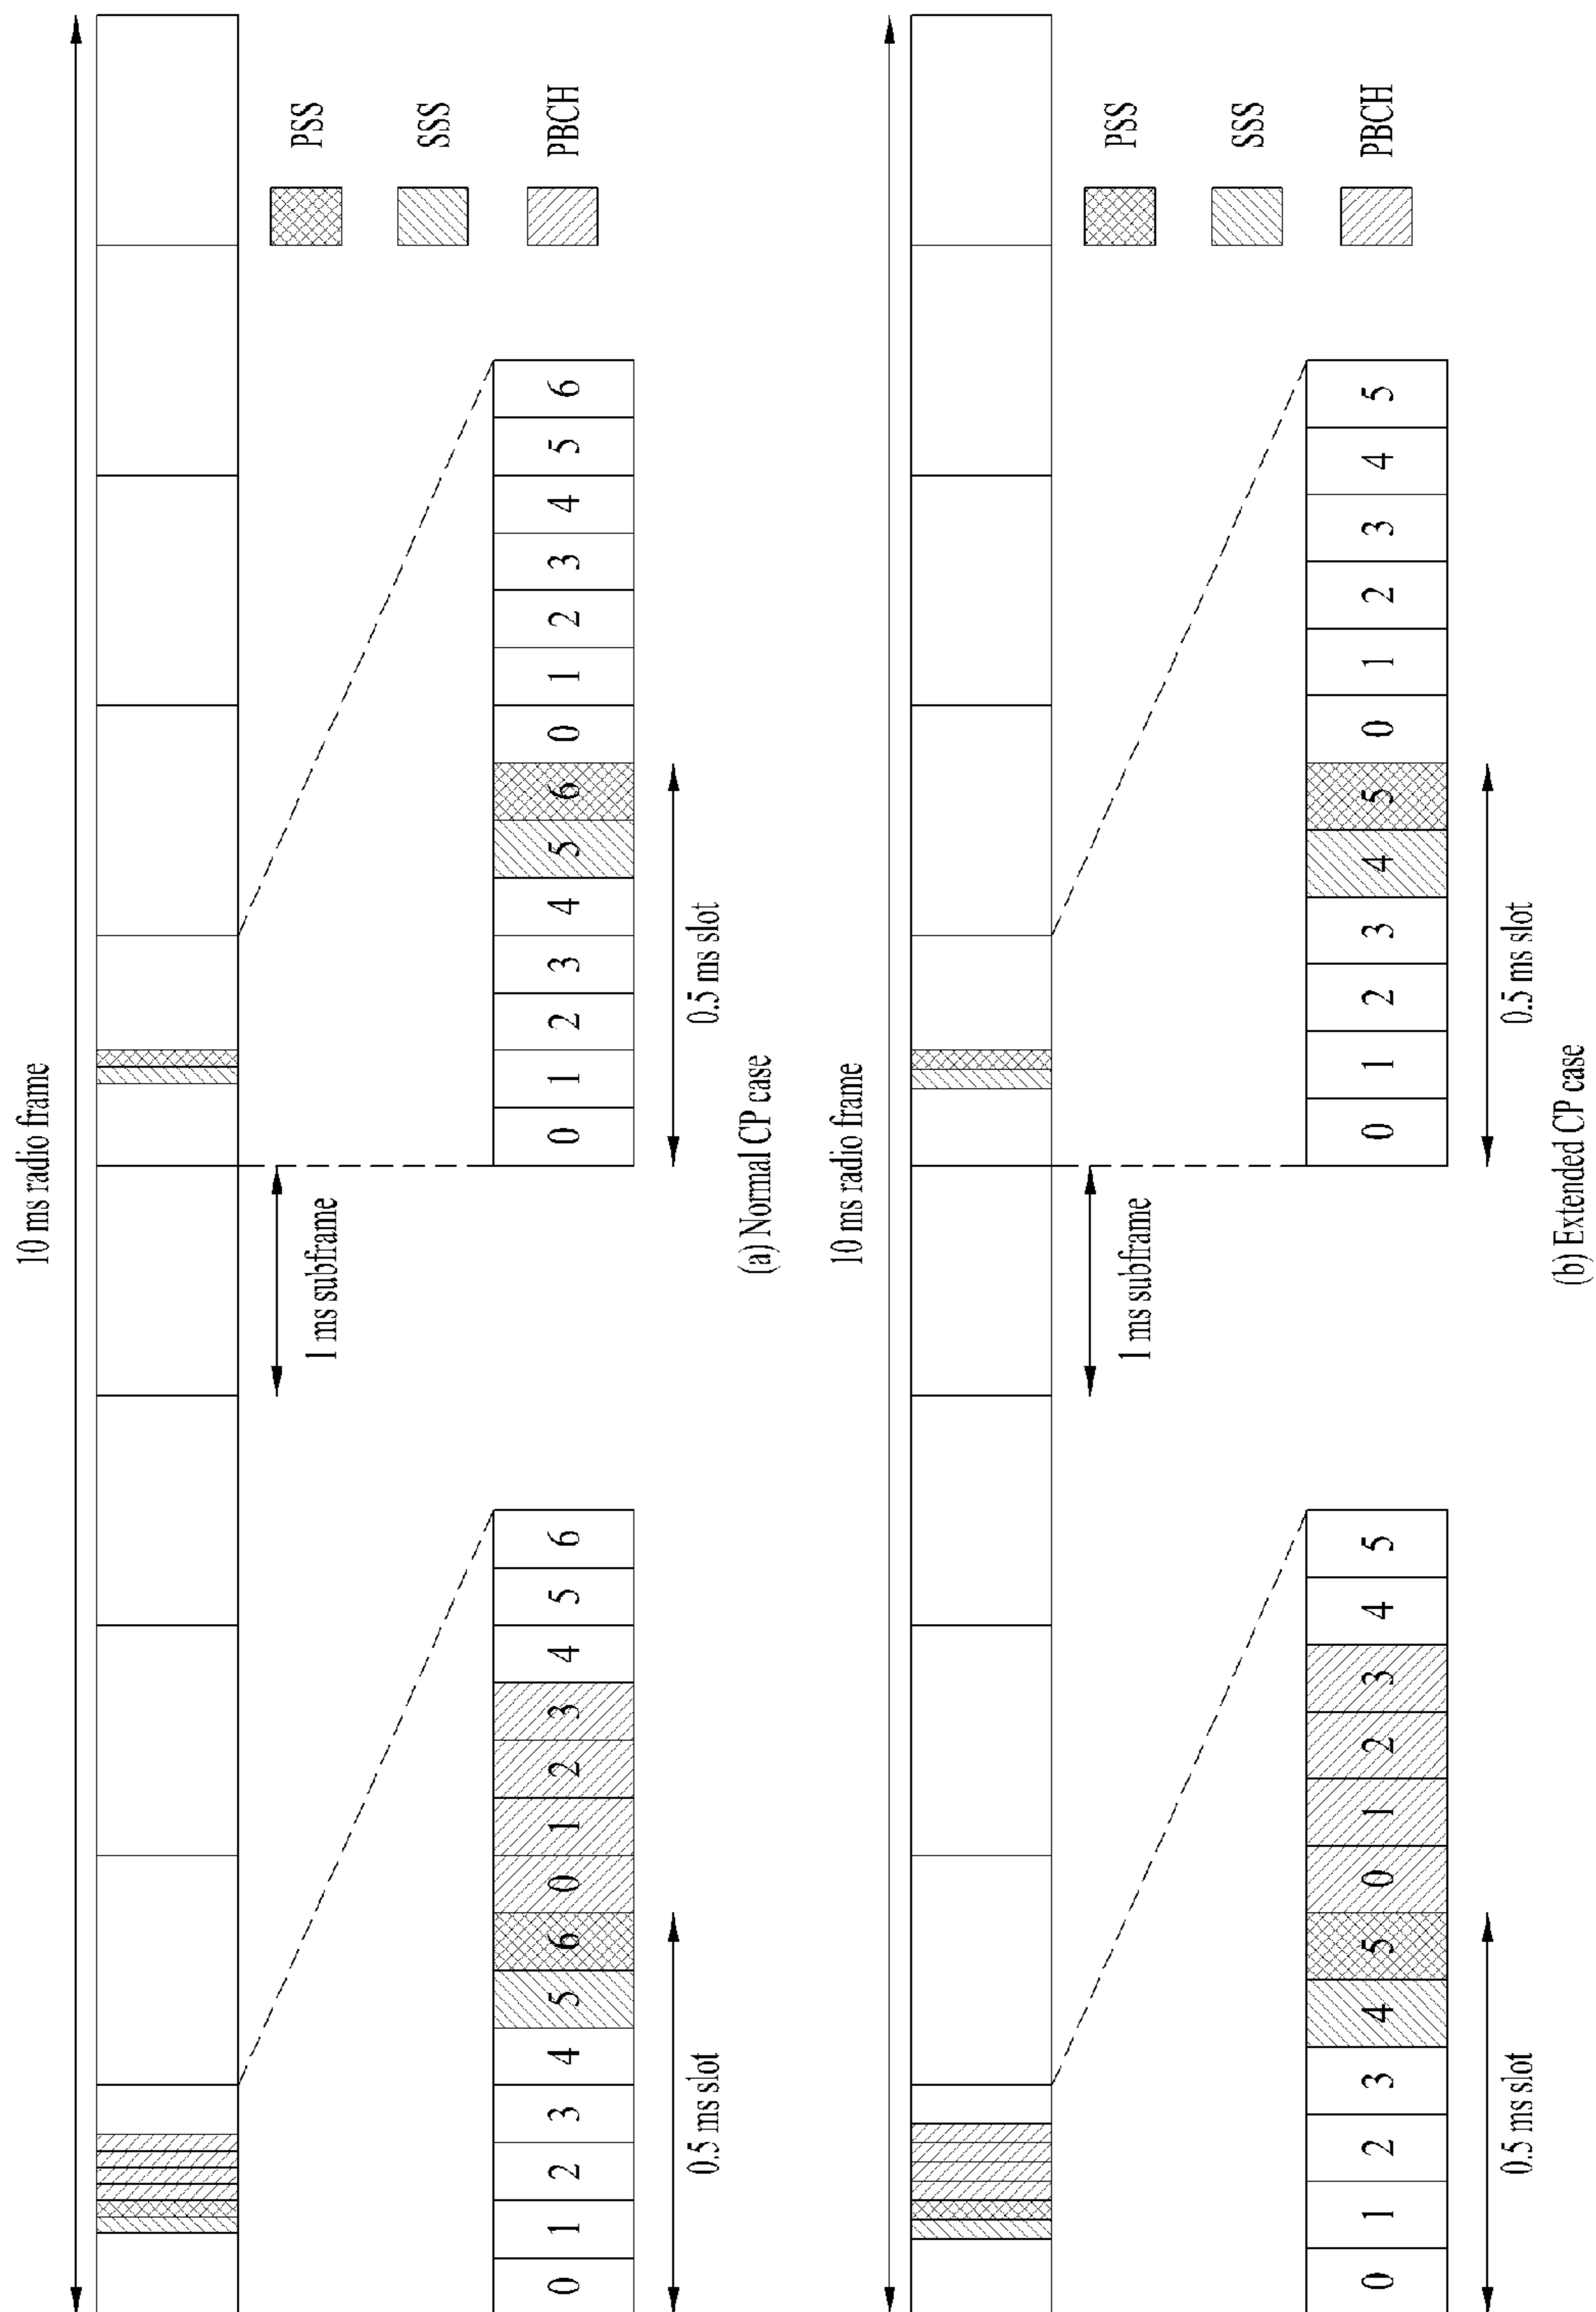 10 ms radio frame
PSS
SSS
PBCH
1 ms subframe
0 1 2 3 4 5 6 0 1 2 3 4 5 6
0 1 2 3 4 5 6 0 1 2 3 4 5 6
0.5 ms slot
0.5 ms slot
(a) Normal CP case
10 ms radio frame
PSS
SSS
PBCH
1 ms subframe
0 1 2 3 4 5 0 1 2 3 4 5
0 1 2 3 4 5 0 1 2 3 4 5
0.5 ms slot
0.5 ms slot
(b) Extended CP case